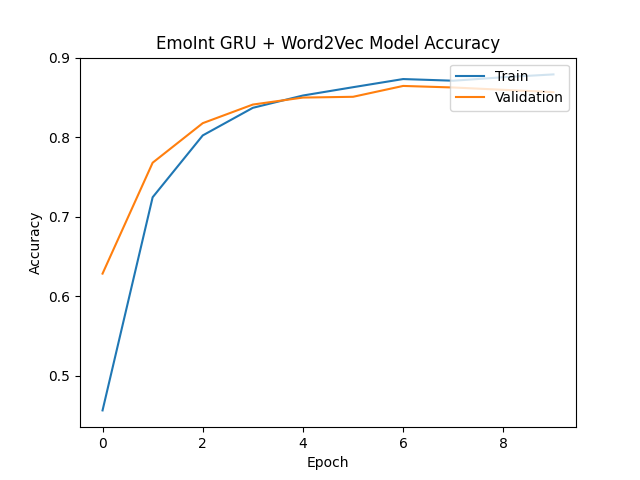 EmoInt GRU + Word2Vec Model Accuracy
0.9
0.8
0.7
0.6
0.5
Accuracy
Train
Validation
0 2 4 6 8
Epoch